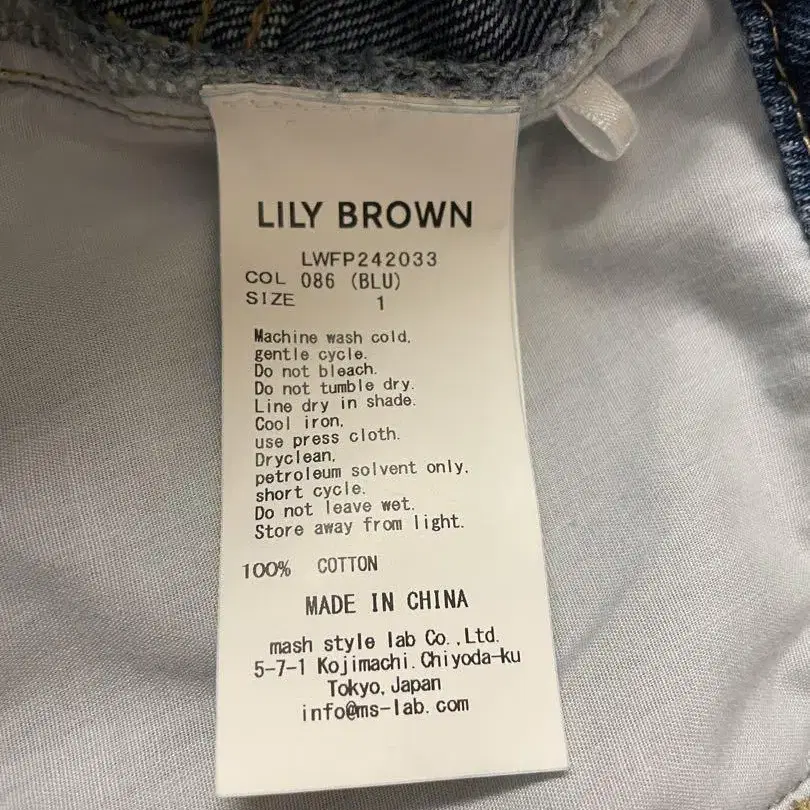 LILY BROWN
LWFP242033
COL 086 (BLU)
SIZE 1
Machine wash cold,
gentle cycle.
Do not bleach.
Do not tumble dry.
Line dry in shade.
Cool iron,
use press cloth.
Dryclean,
petroleum solvent only,
short cycle.
Do not leave wet.
Store away from light.
100% COTTON
MADE IN CHINA
mash style lab Co.,Ltd.
5-7-1 Kojimachi.Chiyoda-ku
Tokyo, Japan
info@ms-lab.com